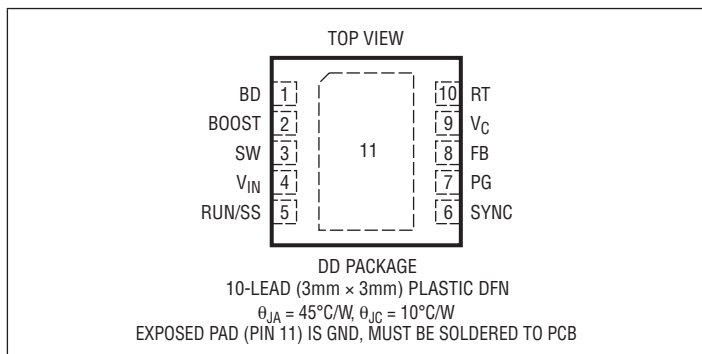 TOP VIEW
BD 1 10 RT
BOOST 2 9 VC
SW 3 11 8 FB
VIN 4 7 PG
RUN/SS 5 6 SYNC
DD PACKAGE
10-LEAD (3mm × 3mm) PLASTIC DFN
θJA = 45°C/W, θJC = 10°C/W
EXPOSED PAD (PIN 11) IS GND, MUST BE SOLDERED TO PCB